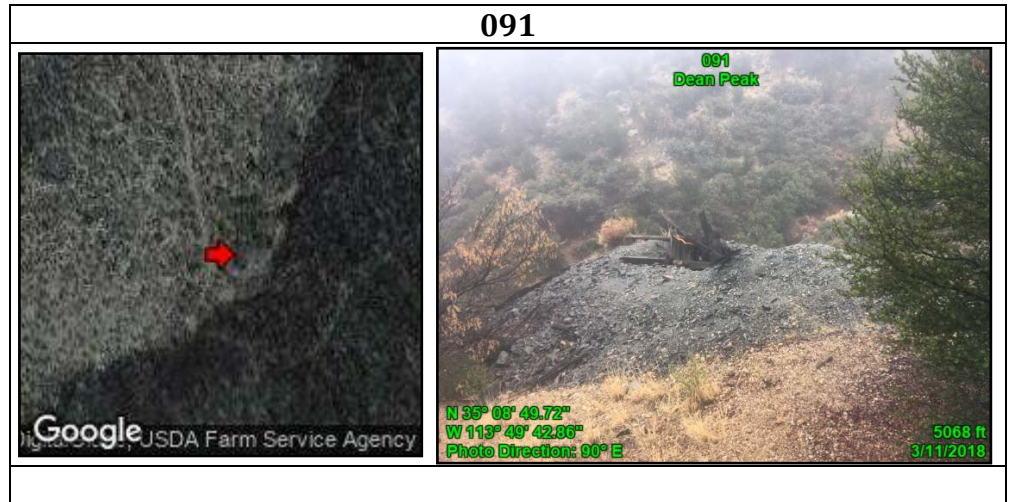 091
091
Dean Peak
N 35° 08' 49.72"
W 113° 49' 42.86"
Photo Direction: 90° E
5068 ft
3/11/2018
Google
USDA Farm Service Agency